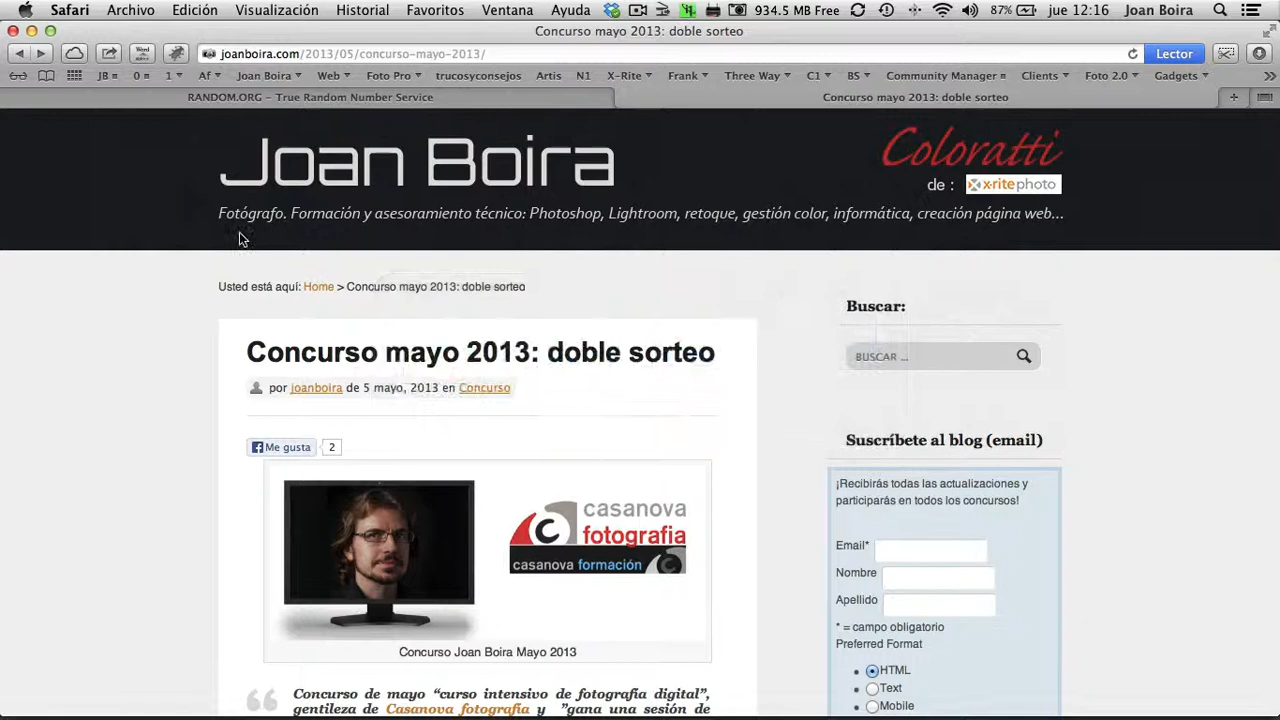 Safari Archivo Edición Visualización Historial Favoritos Ventana Ayuda 934.5 MB Free 87% jue 12:16 Joan Boira
Concurso mayo 2013: doble sorteo
joanboira.com/2013/05/concurso-mayo-2013/ Lector
JB 0 1 Af Joan Boira Web Foto Pro trucosyconsejos Artis N1 X-Rite Frank Three Way C1 BS Community Manager Clients Foto 2.0 Gadgets
RANDOM.ORG - True Random Number Service Concurso mayo 2013: doble sorteo
Joan Boira
Coloratti
de : x-rite photo
Fotógrafo. Formación y asesoramiento técnico: Photoshop, Lightroom, retoque, gestión color, informática, creación página web...
Usted está aquí: Home > Concurso mayo 2013: doble sorteo
Concurso mayo 2013: doble sorteo
por joanboira de 5 mayo, 2013 en Concurso
Me gusta 2
casanova
fotografia
casanova formación
Concurso Joan Boira Mayo 2013
Concurso de mayo “curso intensivo de fotografía digital”,
gentileza de Casanova fotografía y ”gana una sesión de
Buscar:
BUSCAR ...
Suscríbete al blog (email)
¡Recibirás todas las actualizaciones y
participarás en todos los concursos!
Email*
Nombre
Apellido
* = campo obligatorio
Preferred Format
HTML
Text
Mobile